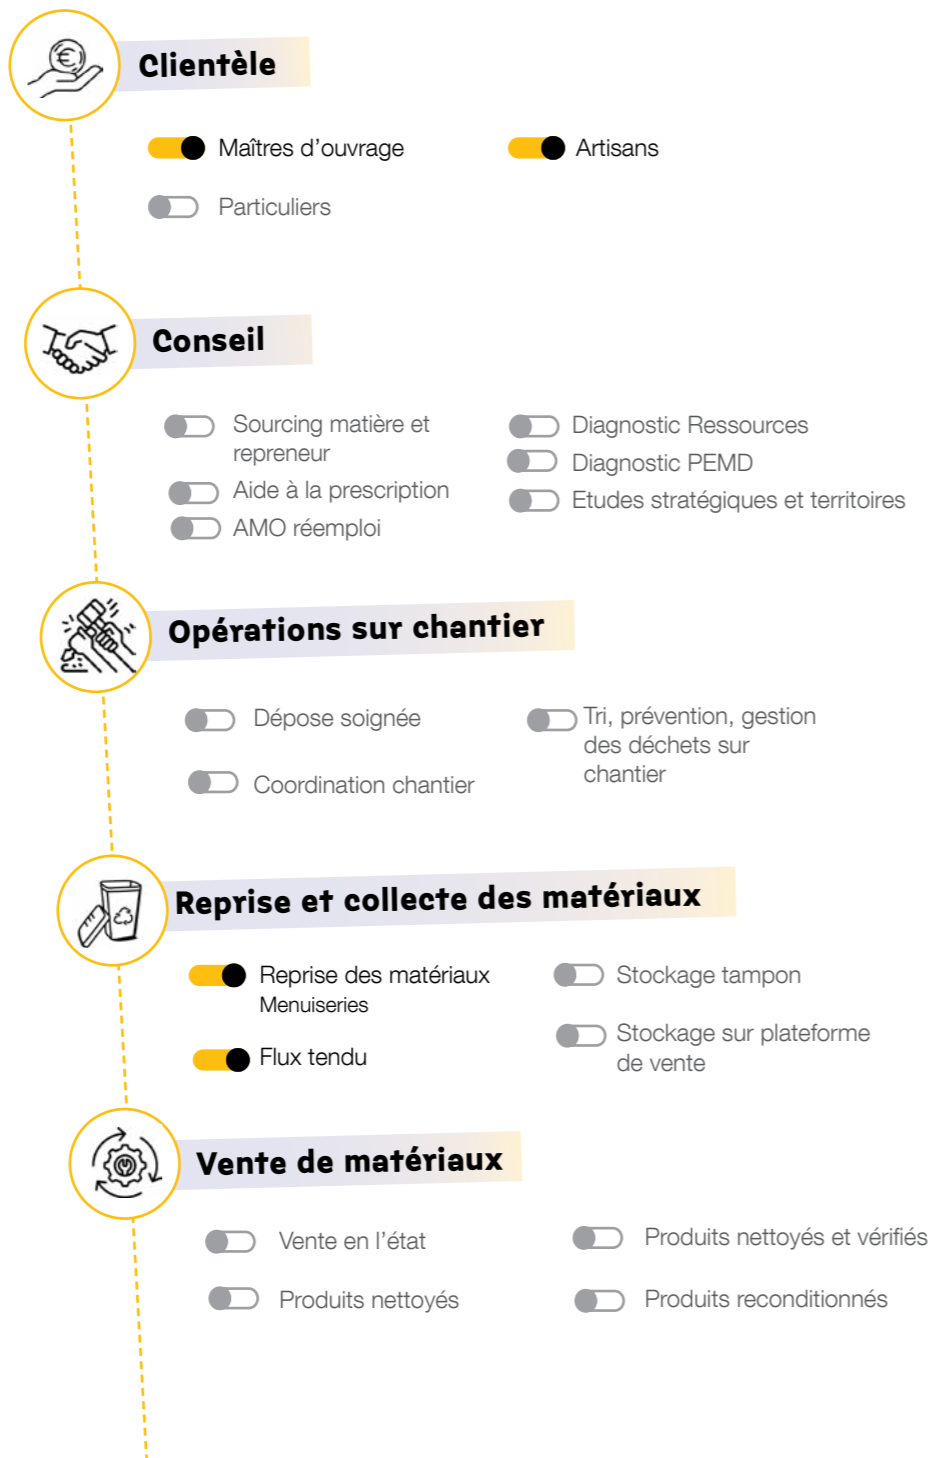 Clientèle
Maîtres d’ouvrage
Artisans
Particuliers
Conseil
Sourcing matière et
repreneur
Aide à la prescription
AMO réemploi
Diagnostic Ressources
Diagnostic PEMD
Etudes stratégiques et territoires
Opérations sur chantier
Dépose soignée
Coordination chantier
Tri, prévention, gestion
des déchets sur
chantier
Reprise et collecte des matériaux
Reprise des matériaux
Menuiseries
Flux tendu
Stockage tampon
Stockage sur plateforme
de vente
Vente de matériaux
Vente en l’état
Produits nettoyés
Produits nettoyés et vérifiés
Produits reconditionnés